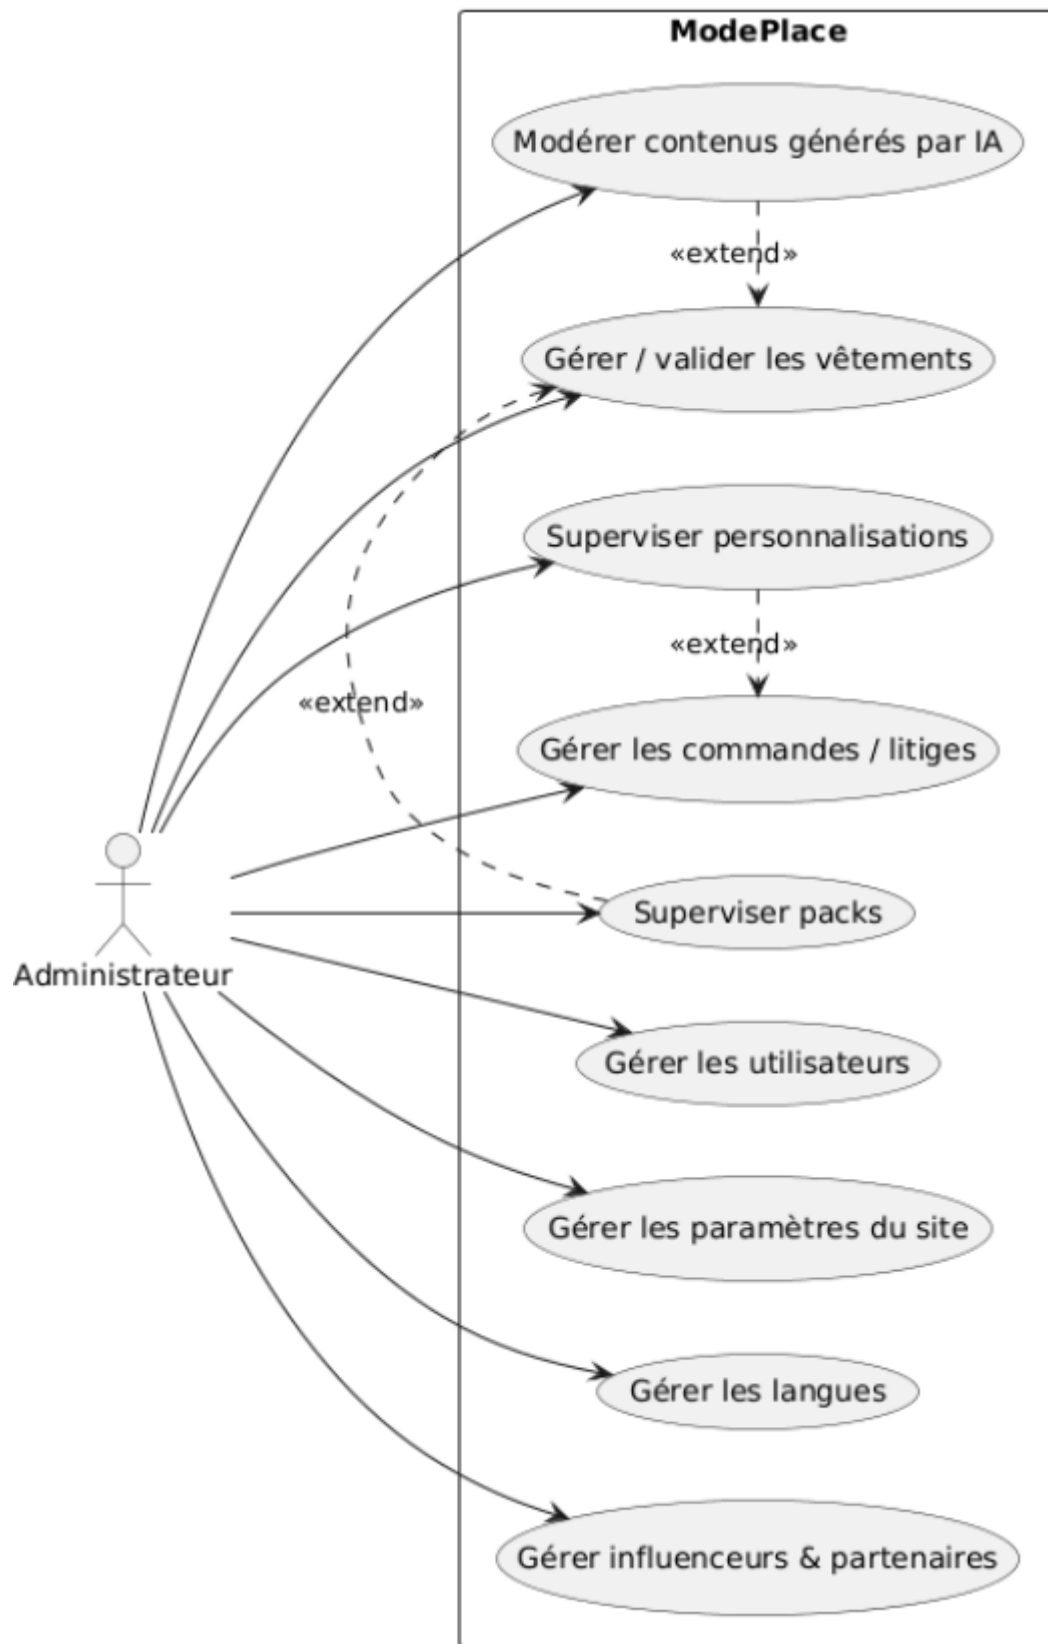 ModePlace
Modérer contenus générés par IA
«extend»
Gérer / valider les vêtements
Superviser personnalisations
«extend»
«extend»
Gérer les commandes / litiges
Superviser packs
Administrateur
Gérer les utilisateurs
Gérer les paramètres du site
Gérer les langues
Gérer influenceurs & partenaires